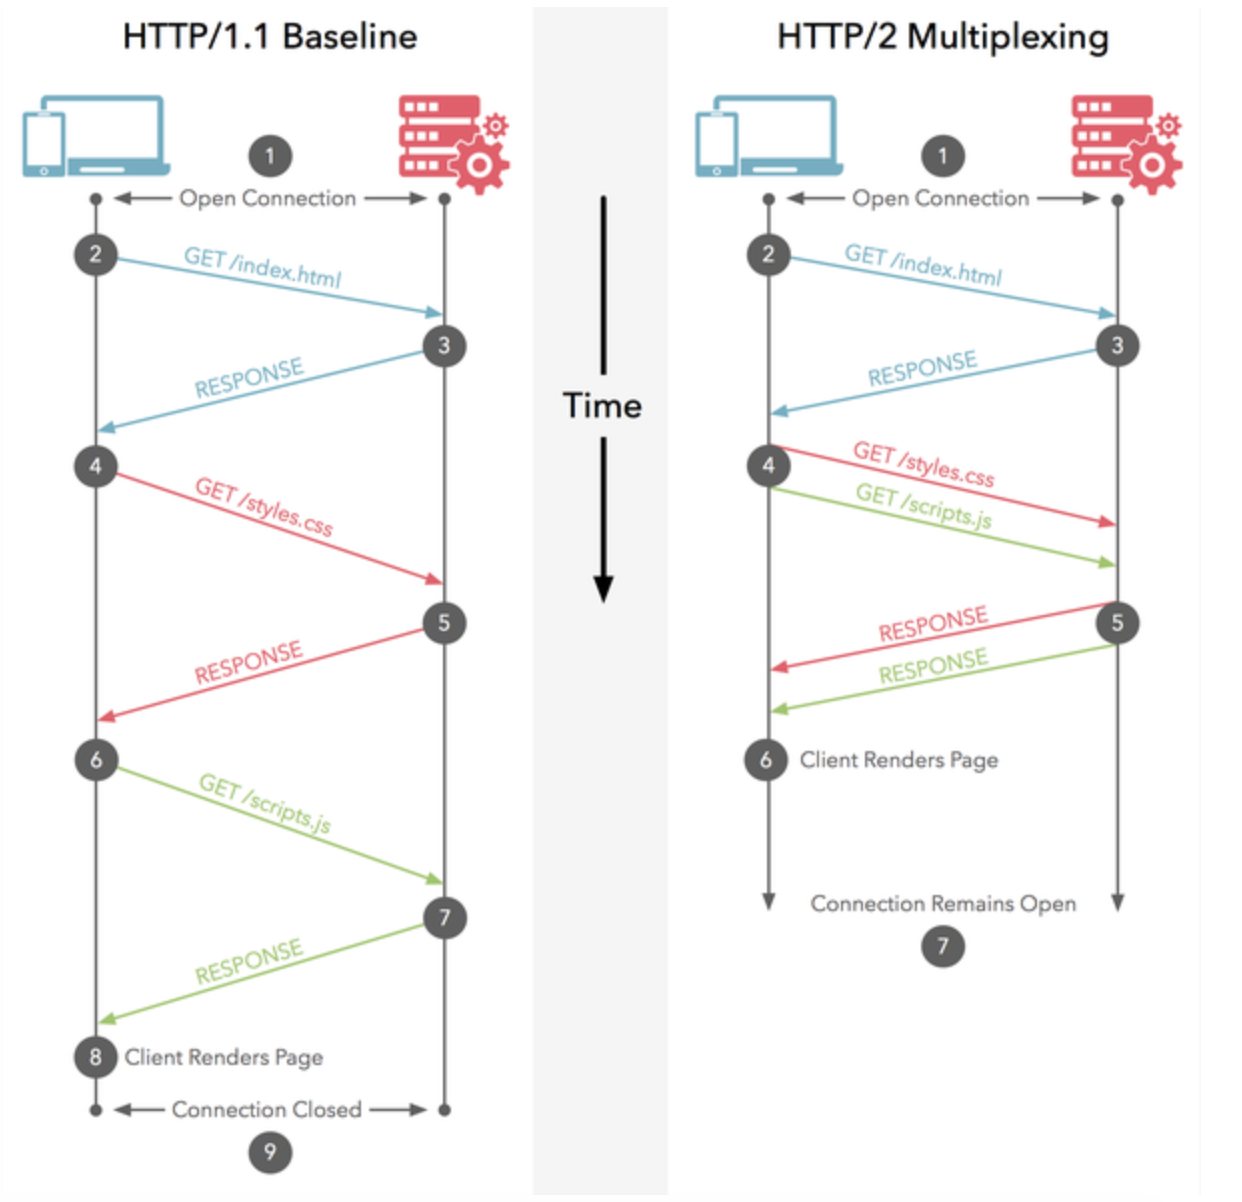 HTTP/1.1 Baseline
1
Open Connection
2
GET /index.html
3
RESPONSE
4
GET /styles.css
5
RESPONSE
6
GET /scripts.js
7
RESPONSE
8 Client Renders Page
Connection Closed
9
Time
HTTP/2 Multiplexing
1
Open Connection
2
GET /index.html
3
RESPONSE
4
GET /styles.css
GET /scripts.js
5
RESPONSE
RESPONSE
6 Client Renders Page
Connection Remains Open
7